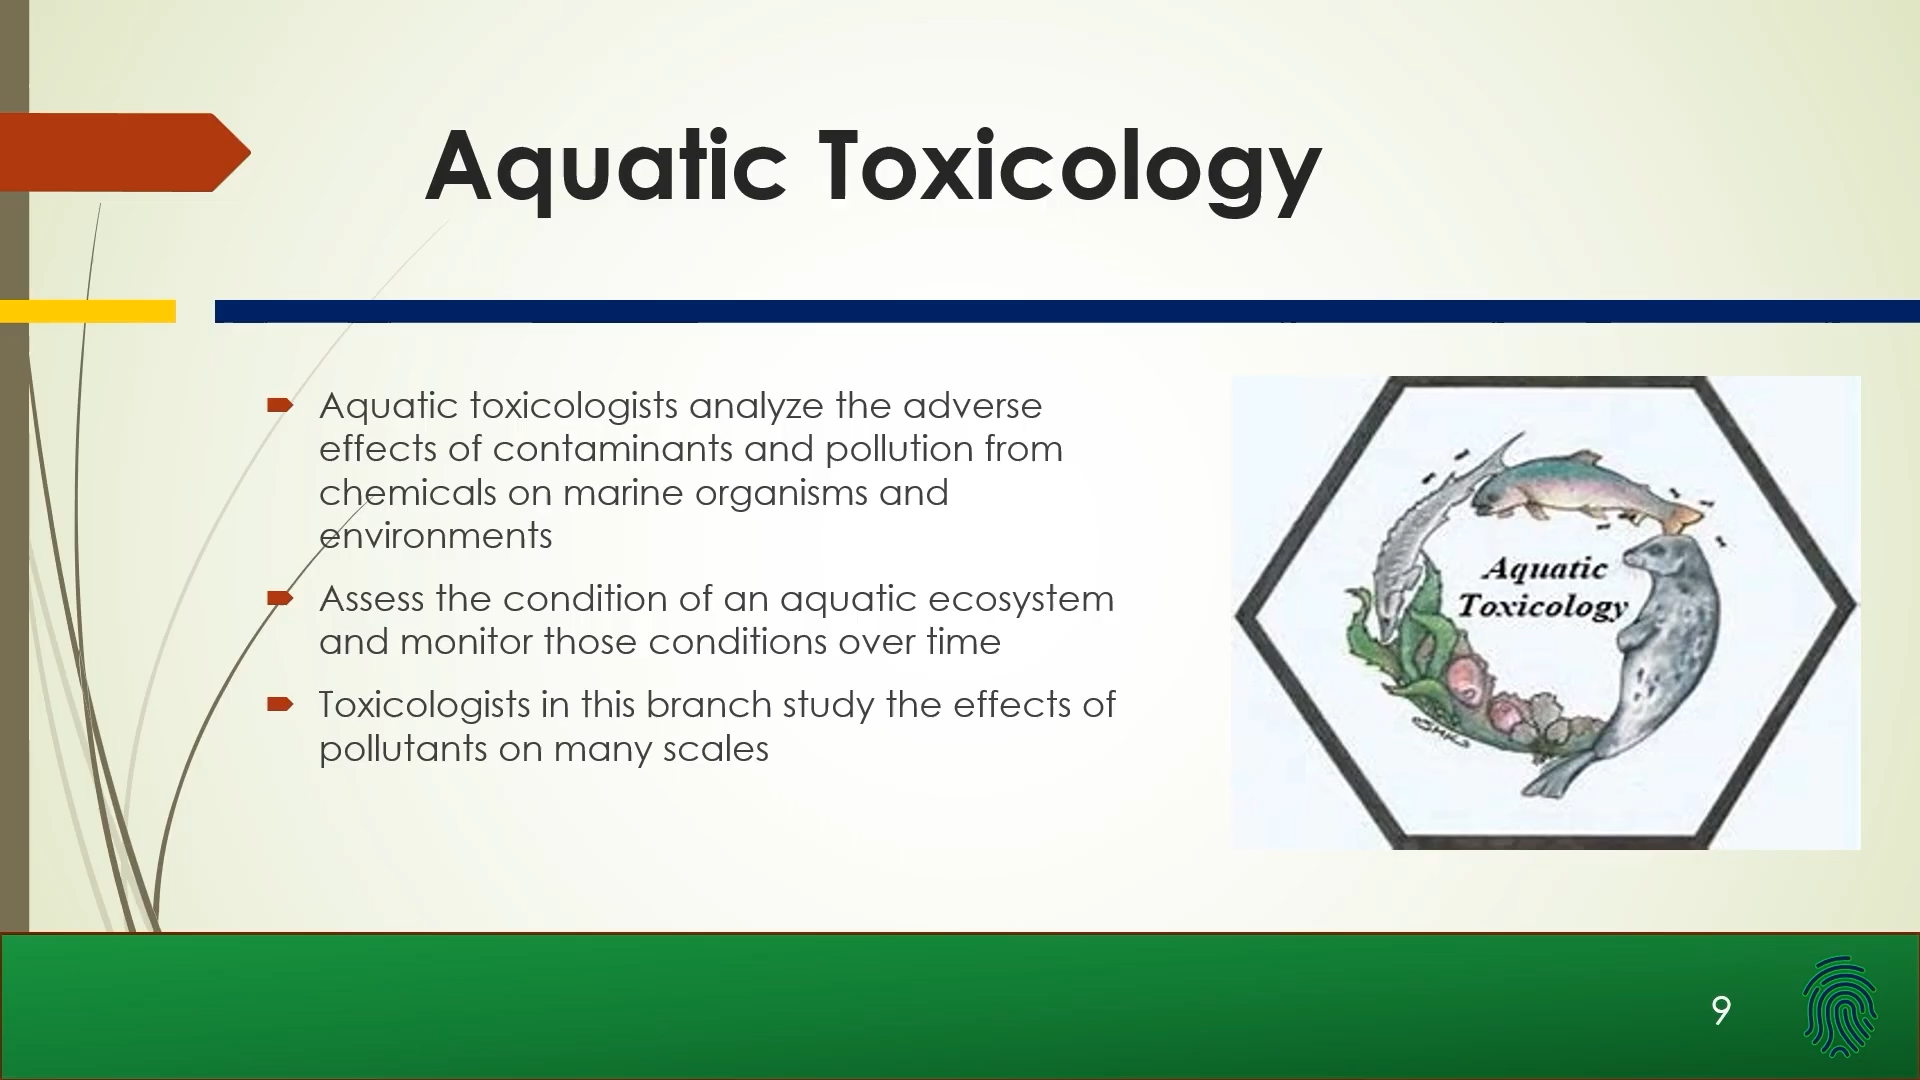 Aquatic Toxicology
Aquatic toxicologists analyze the adverse
effects of contaminants and pollution from
chemicals on marine organisms and
environments
Assess the condition of an aquatic ecosystem
and monitor those conditions over time
Toxicologists in this branch study the effects of
pollutants on many scales
Aquatic
Toxicology
9